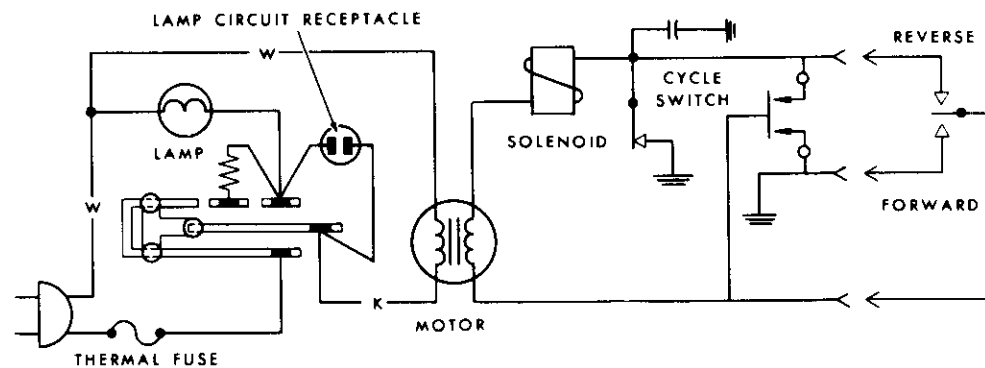 LAMP CIRCUIT RECEPTACLE
W
LAMP
W
THERMAL FUSE
K
MOTOR
SOLENOID
CYCLE
SWITCH
REVERSE
FORWARD